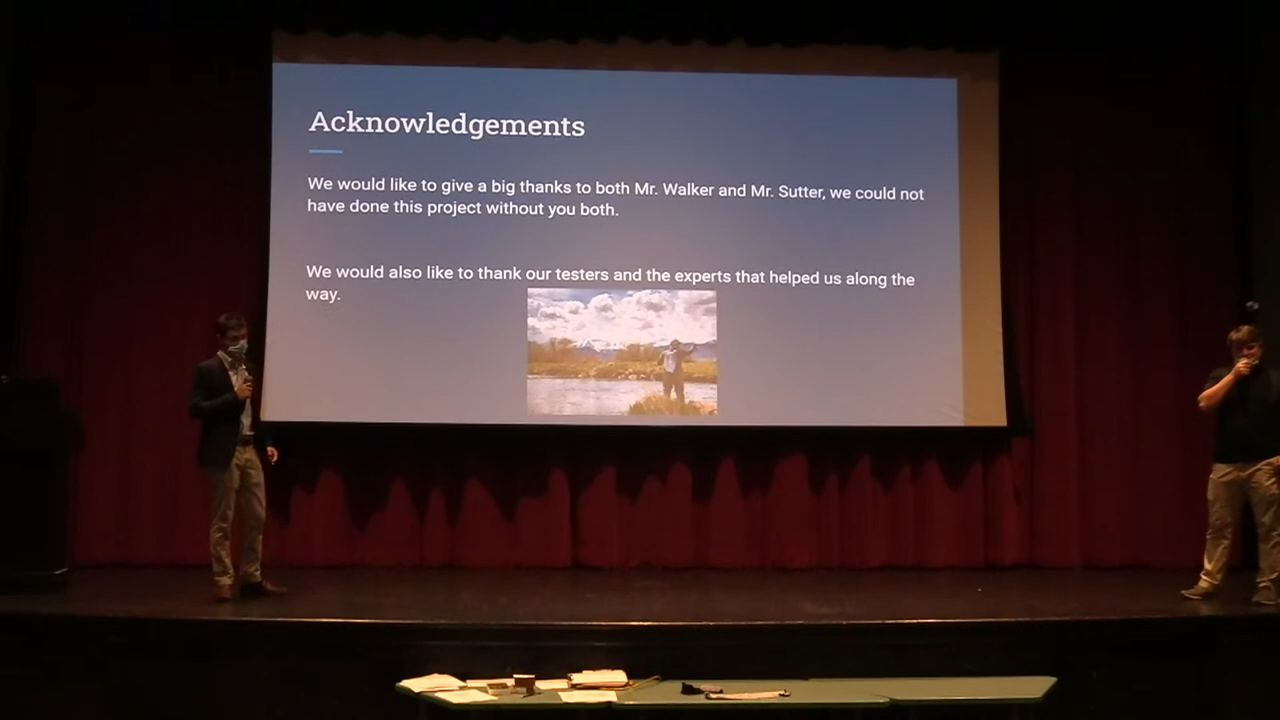 Acknowledgements
We would like to give a big thanks to both Mr. Walker and Mr. Sutter, we could not
have done this project without you both.
We would also like to thank our testers and the experts that helped us along the
way.